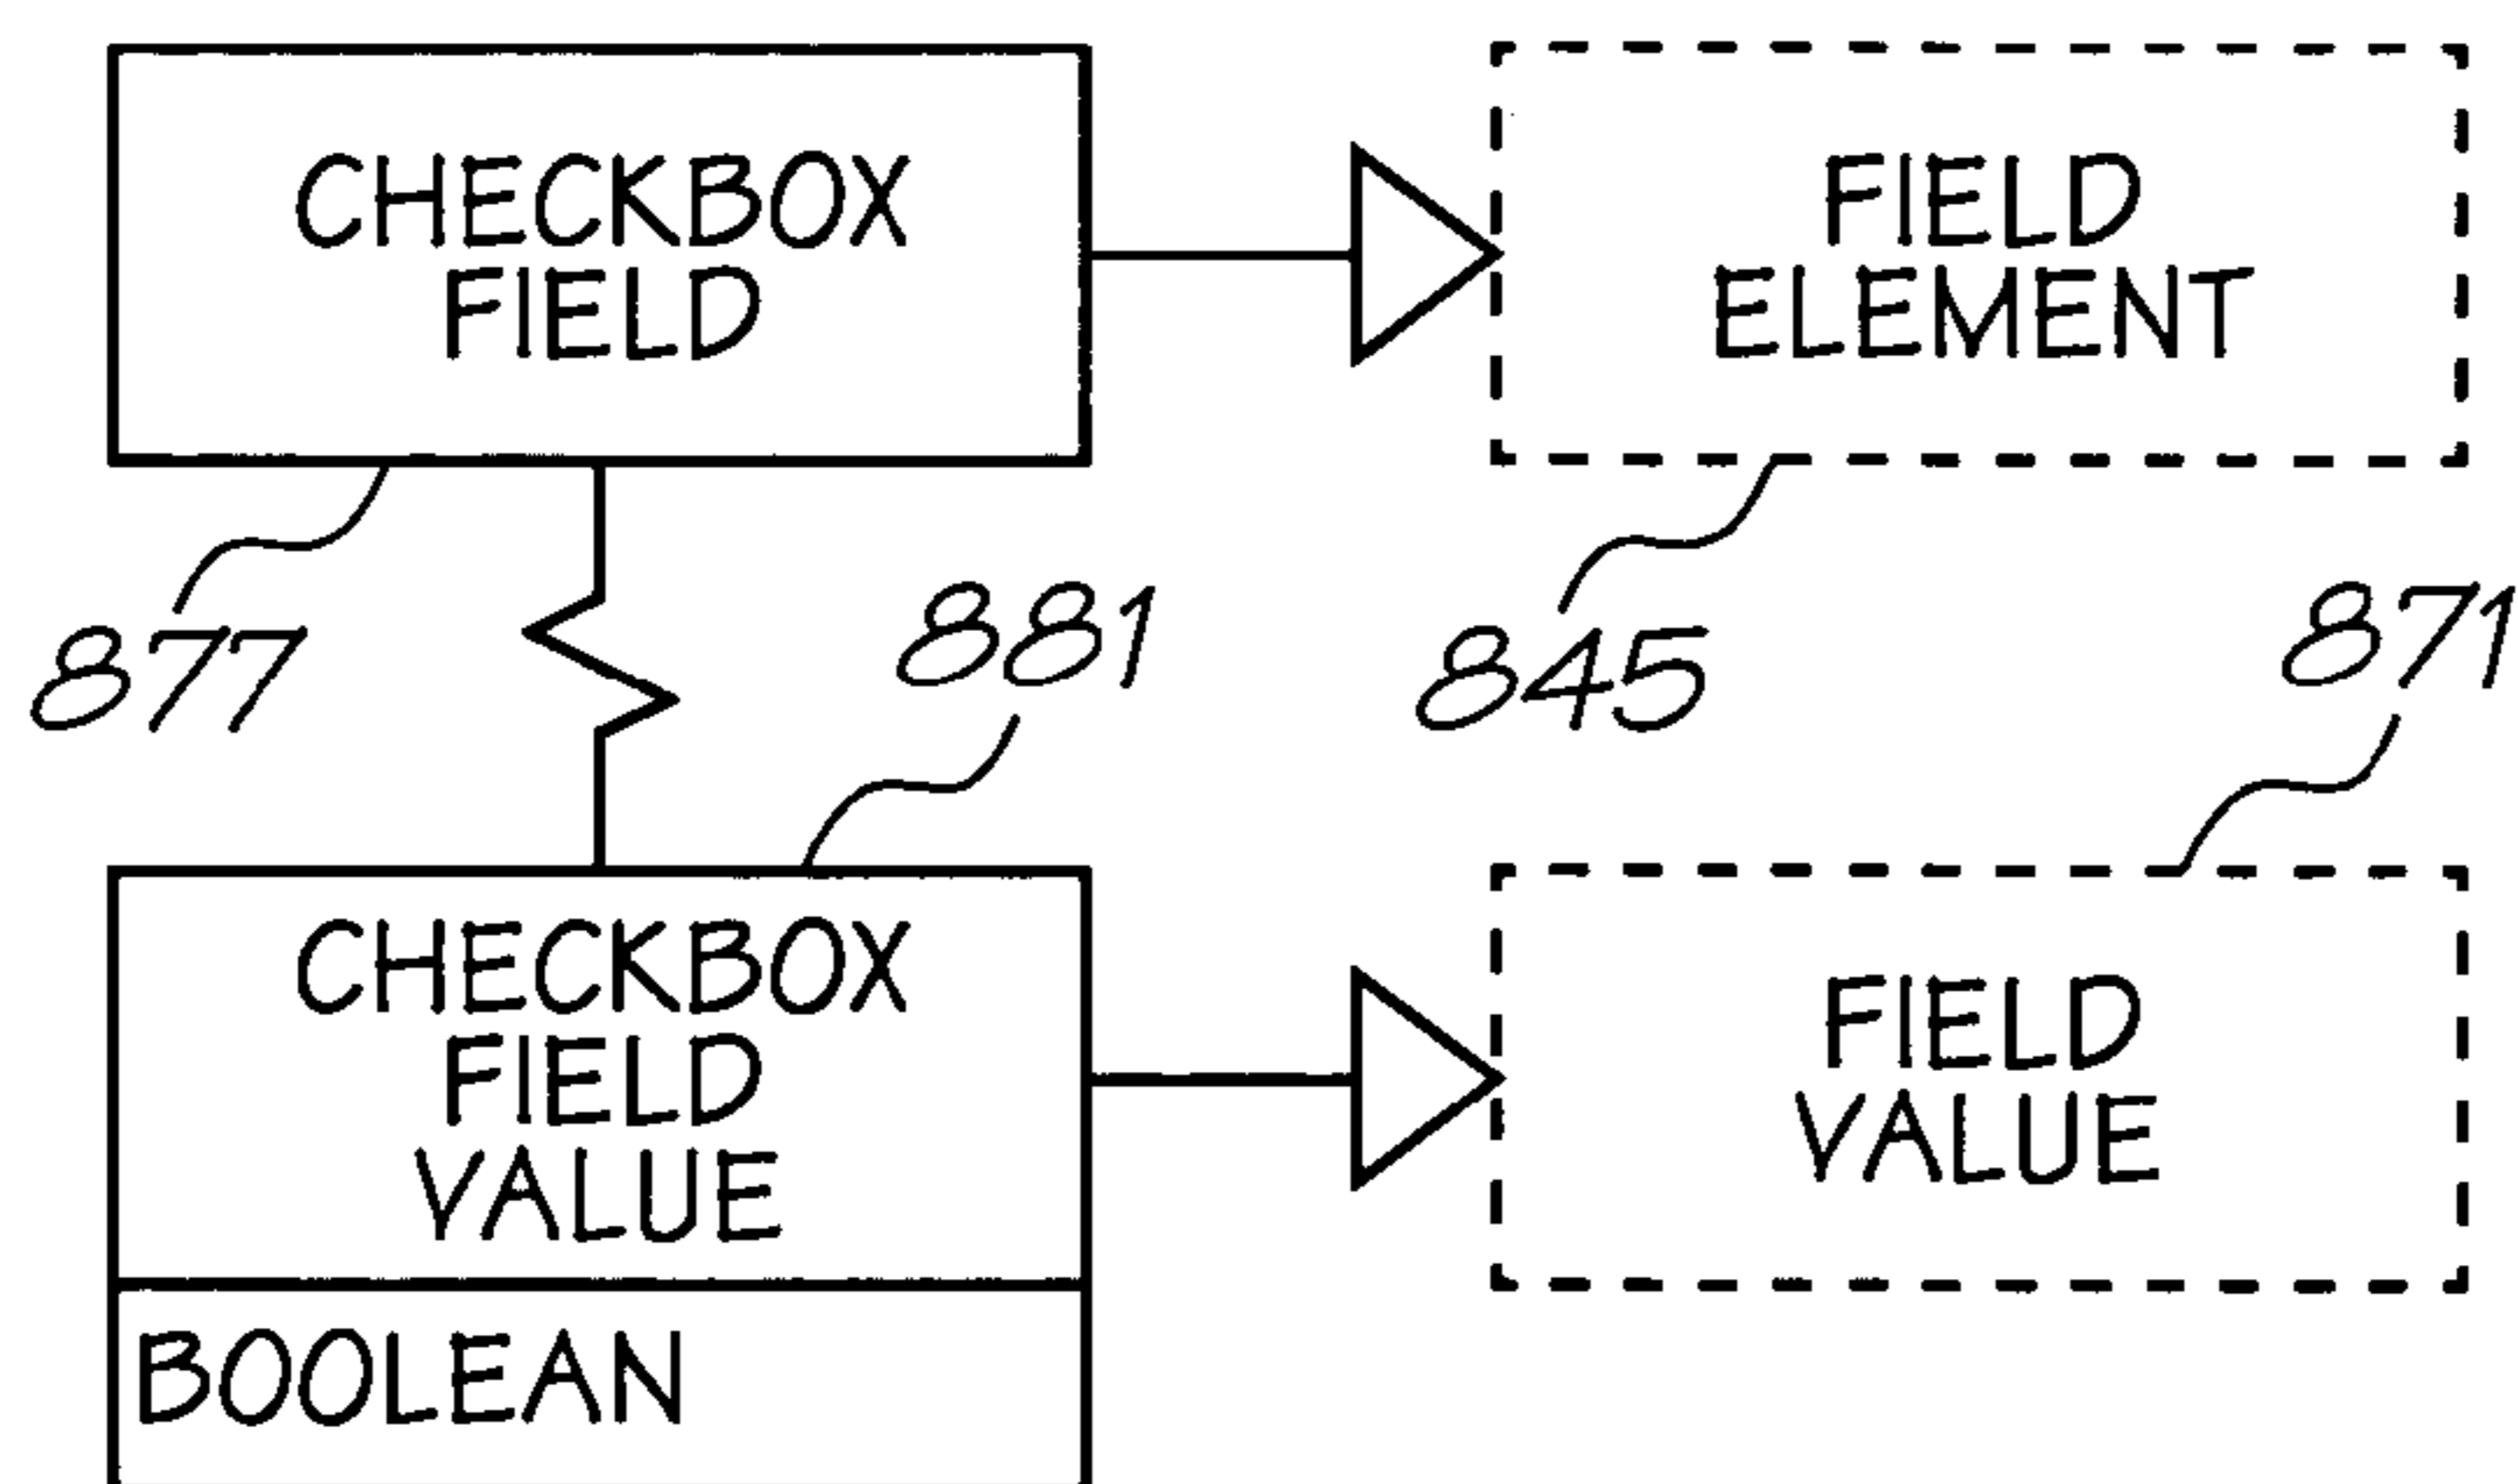 CHECKBOX
FIELD
FIELD
ELEMENT
877
881
845
871
CHECKBOX
FIELD
VALUE
FIELD
VALUE
BOOLEAN